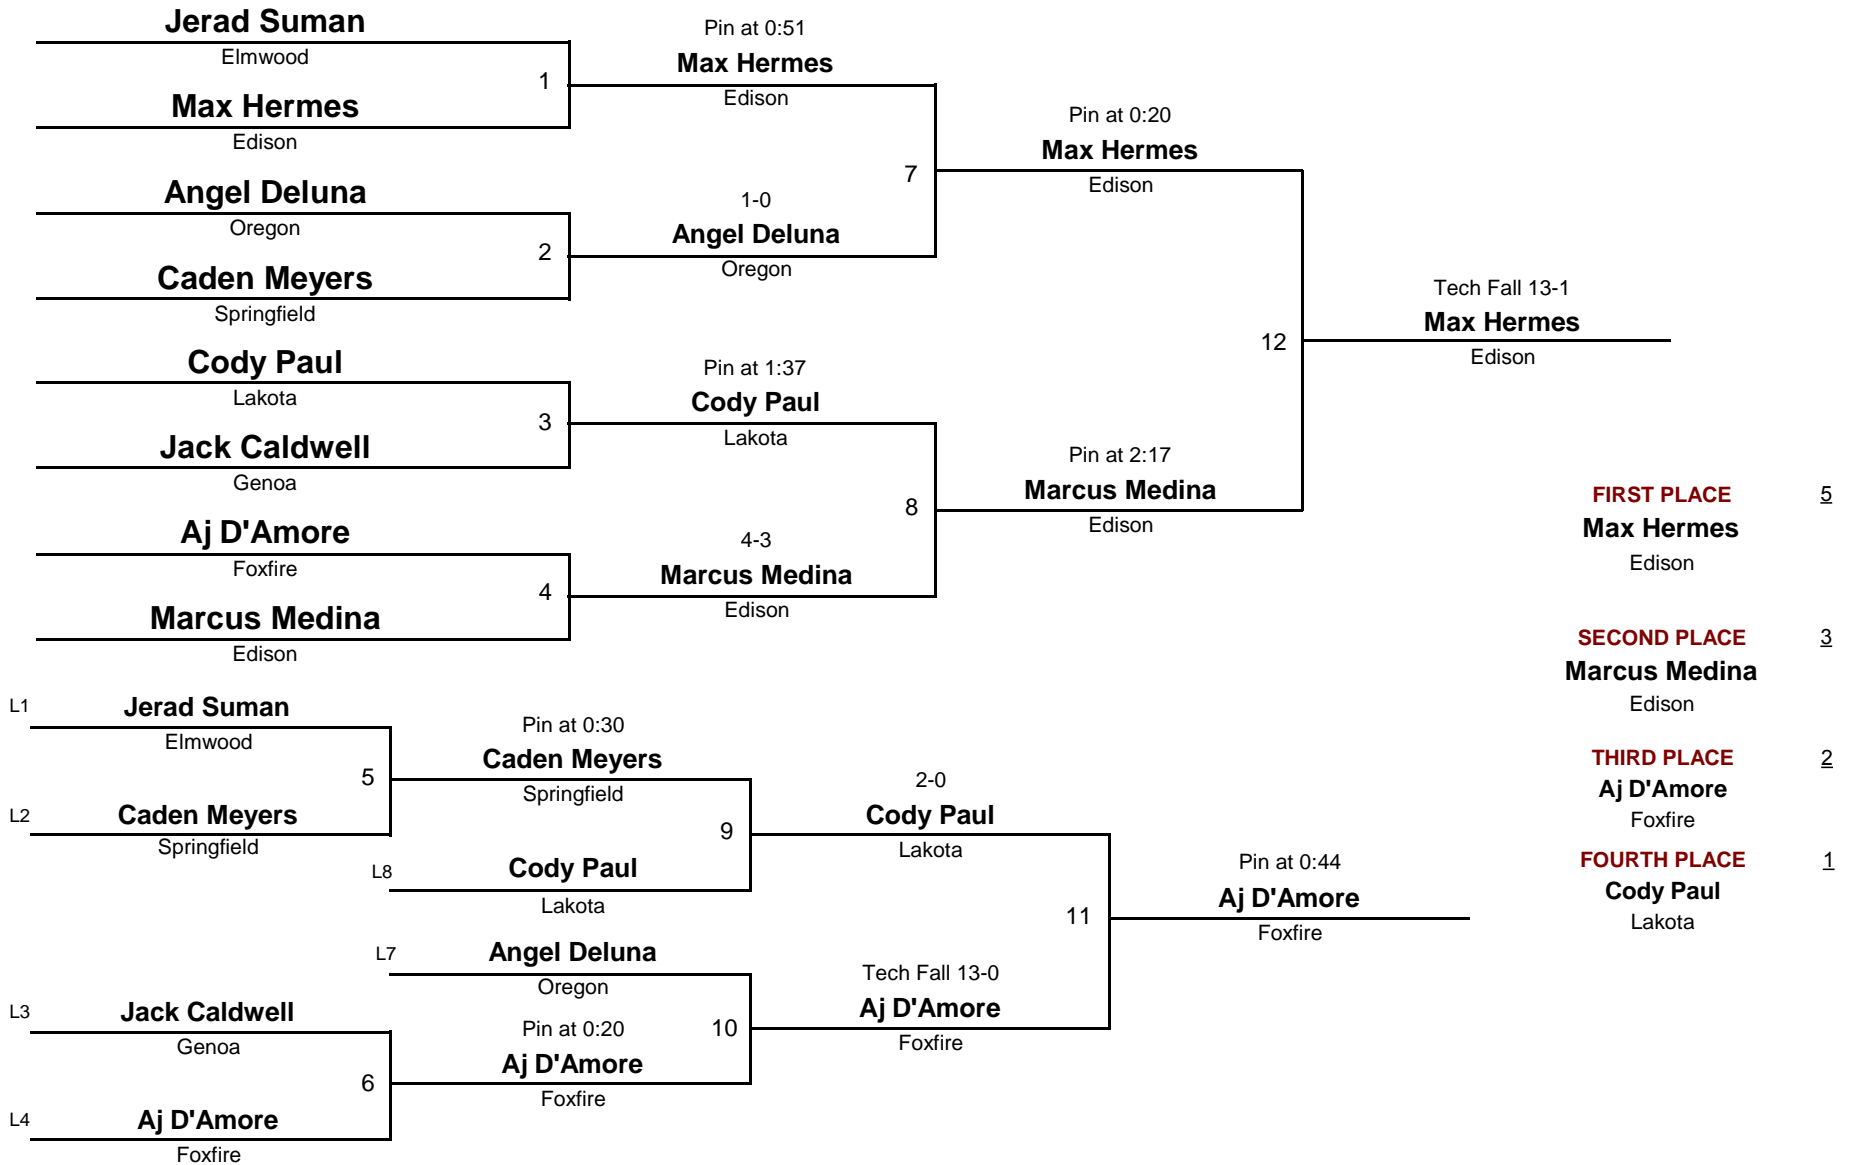 Jerad Suman
Elmwood
1
Max Hermes
Edison
Pin at 0:51
Max Hermes
Edison
Angel Deluna
Oregon
2
Caden Meyers
Springfield
1-0
Angel Deluna
Oregon
7
Pin at 0:20
Max Hermes
Edison
Cody Paul
Lakota
3
Jack Caldwell
Genoa
Pin at 1:37
Cody Paul
Lakota
Aj D'Amore
Foxfire
4
Marcus Medina
Edison
4-3
Marcus Medina
Edison
8
Pin at 2:17
Marcus Medina
Edison
12
Tech Fall 13-1
Max Hermes
Edison
FIRST PLACE 5
Max Hermes
Edison
SECOND PLACE 3
Marcus Medina
Edison
THIRD PLACE 2
Aj D'Amore
Foxfire
FOURTH PLACE 1
Cody Paul
Lakota
L1 Jerad Suman
Elmwood
5
L2 Caden Meyers
Springfield
Pin at 0:30
Caden Meyers
Springfield
9
L8 Cody Paul
Lakota
2-0
Cody Paul
Lakota
L7 Angel Deluna
Oregon
L3 Jack Caldwell
Genoa
6
L4 Aj D'Amore
Foxfire
Pin at 0:20
Aj D'Amore
Foxfire
10
Tech Fall 13-0
Aj D'Amore
Foxfire
11
Pin at 0:44
Aj D'Amore
Foxfire